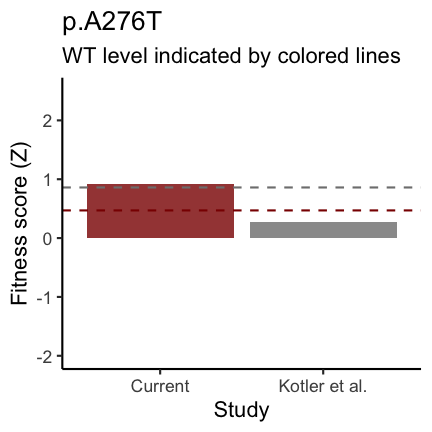 p.A276T
WT level indicated by colored lines
Fitness score (Z)
2
1
0
-1
-2
Current
Kotler et al.
Study